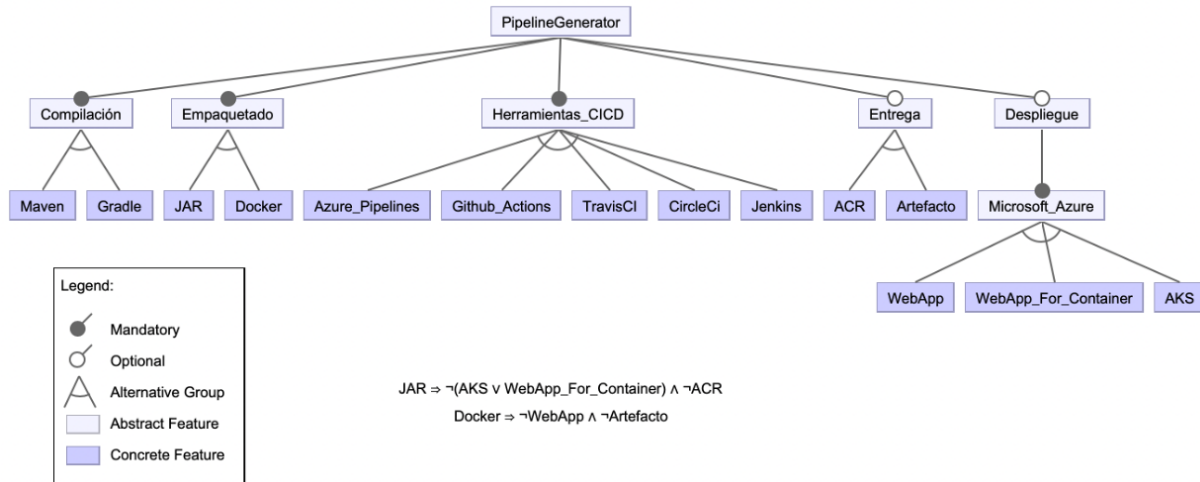 PipelineGenerator
Compilación Empaquetado Herramientas_CICD Entrega Despliegue
Maven Gradle JAR Docker Azure_Pipelines Github_Actions TravisCI CircleCi Jenkins ACR Artefacto Microsoft_Azure
WebApp WebApp_For_Container AKS
Legend:
Mandatory
Optional
Alternative Group
Abstract Feature
Concrete Feature
JAR ⇒ ¬(AKS ∨ WebApp_For_Container) ∧ ¬ACR
Docker ⇒ ¬WebApp ∧ ¬Artefacto